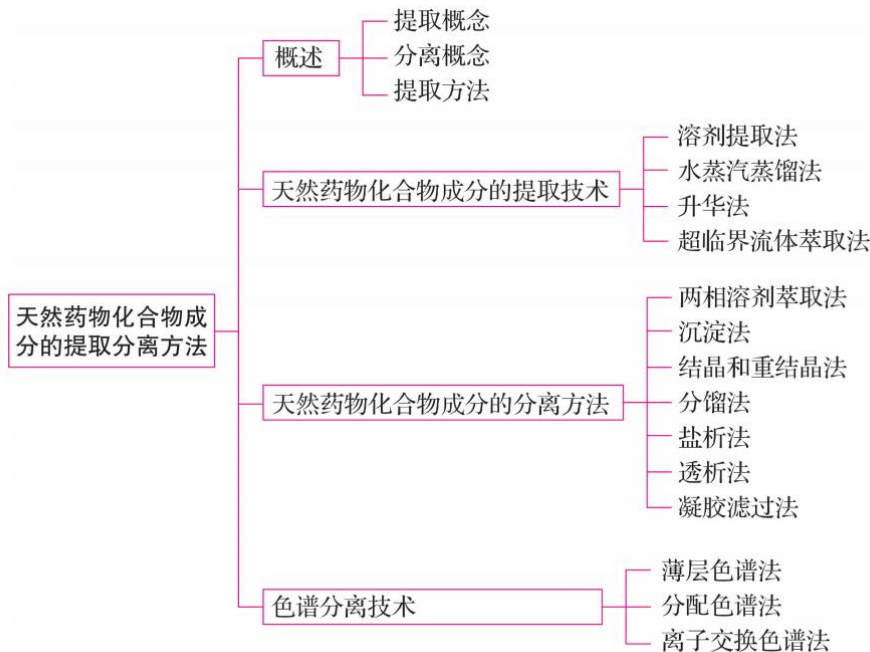 提取概念
概述
分离概念
提取方法
溶剂提取法
水蒸汽蒸馏法
天然药物化合物成分的提取技术
升华法
超临界流体萃取法
天然药物化合物成
分的提取分离方法
两相溶剂萃取法
沉淀法
结晶和重结晶法
天然药物化合物成分的分离方法
分馏法
盐析法
透析法
凝胶滤过法
薄层色谱法
色谱分离技术
分配色谱法
离子交换色谱法